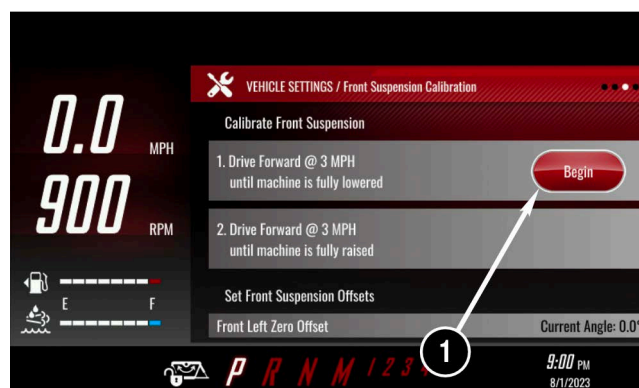 VEHICLE SETTINGS / Front Suspension Calibration
0.0 MPH
900 RPM
Calibrate Front Suspension
1. Drive Forward @ 3 MPH
until machine is fully lowered
Begin
2. Drive Forward @ 3 MPH
until machine is fully raised
Set Front Suspension Offsets
Front Left Zero Offset Current Angle: 0.0°
E F
P R N M 1 2 3 4
1
9:00 PM
8/1/2023